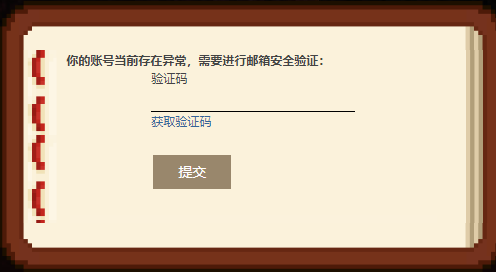 你的账号当前存在异常，需要进行邮箱安全验证：
验证码
获取验证码
提交